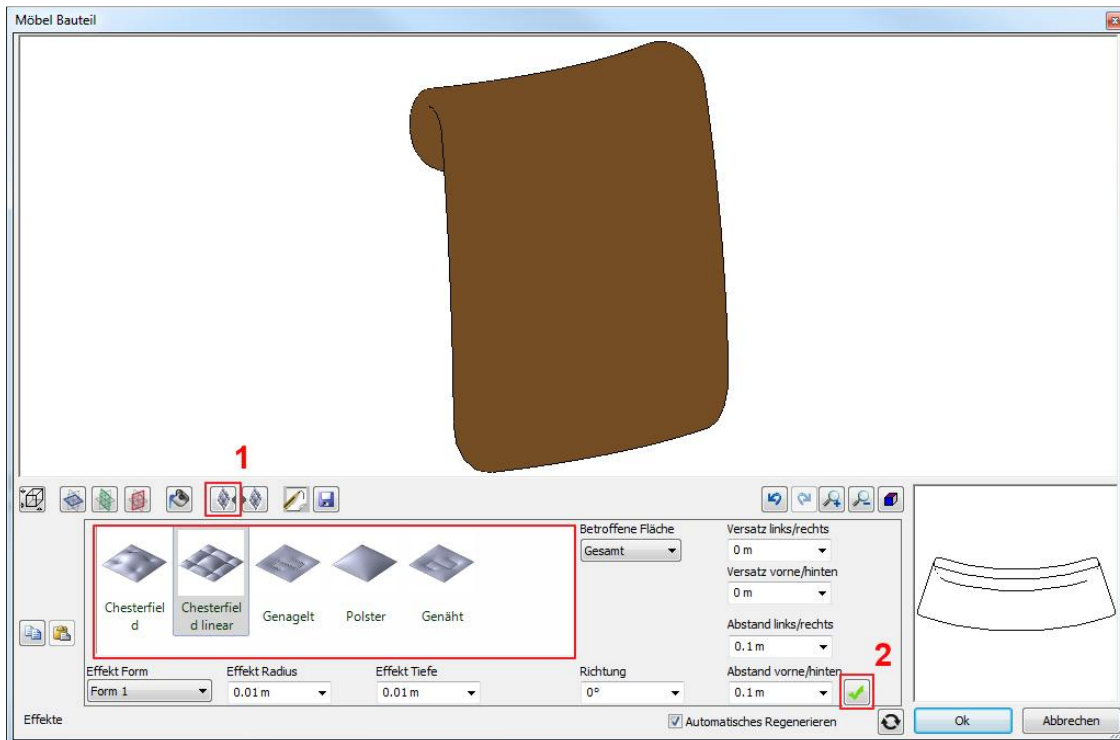 Möbel Bauteil
1
Betroffene Fläche
Gesamt
Versatz links/rechts
0 m
Versatz vorne/hinten
0 m
Abstand links/rechts
0.1 m
Chesterfiel
d
Chesterfiel
d linear
Genagelt
Polster
Genäht
2
Effekt Form
Form 1
Effekt Radius
0.01 m
Effekt Tiefe
0.01 m
Richtung
0°
Abstand vorne/hinten
0.1 m
Effekte
Automatisches Regenerieren
Ok
Abbrechen